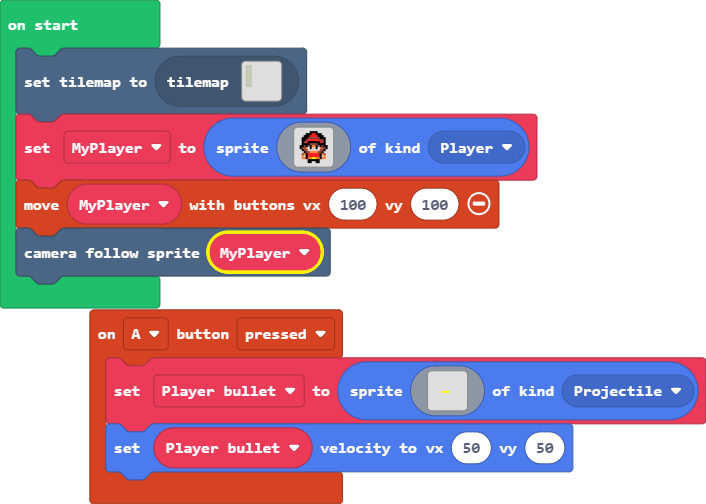 on start
set tilemap to tilemap
set MyPlayer to sprite of kind Player
move MyPlayer with buttons vx 100 vy 100
camera follow sprite MyPlayer
on A button pressed
set Player bullet to sprite of kind Projectile
set Player bullet velocity to vx 50 vy 50